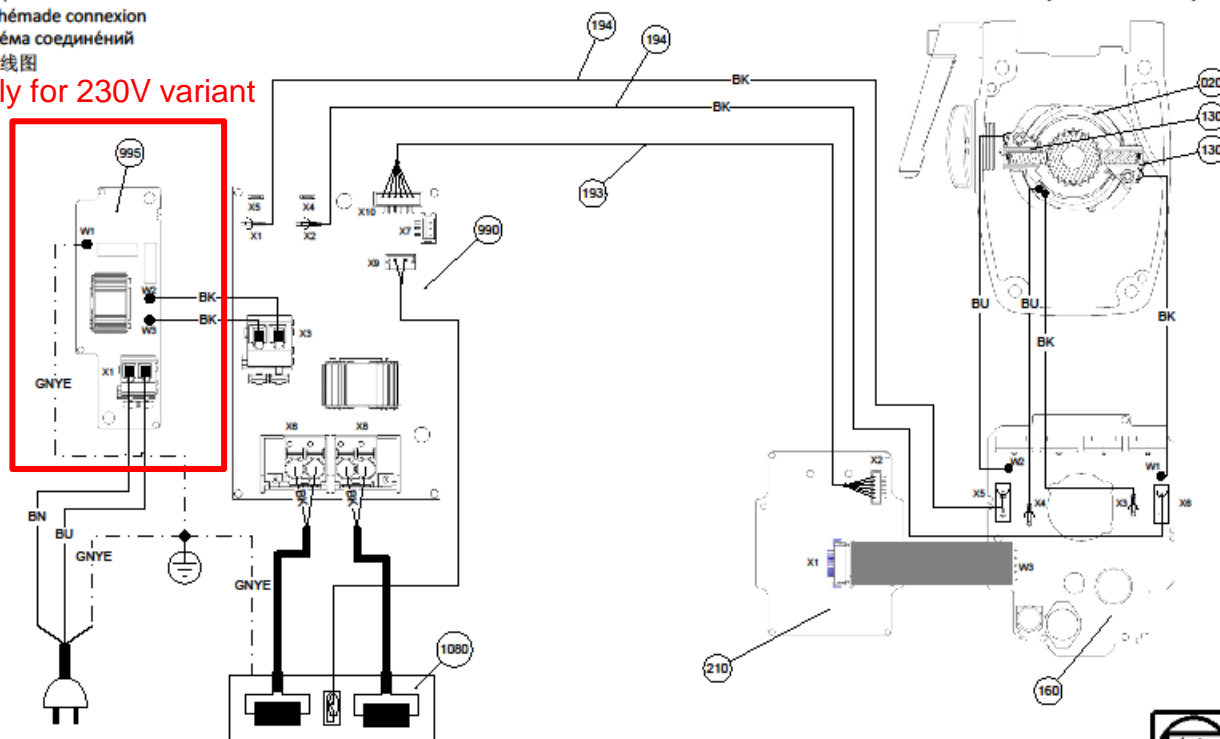 hémade connexion
éма соединéний
线图
ly for 230V variant
194
194
BK
BK
020
130
130
995
193
X5
X4
X10
X1
X2
X7
990
W1
X9
W2
BK
BU
BU
BK
W3
BK
X3
BK
X1
GNYE
X6
X6
X2
W2
W1
BK
BK
X5
X4
X3
X6
BN
BU
GNYE
GNYE
X1
W3
1080
210
160